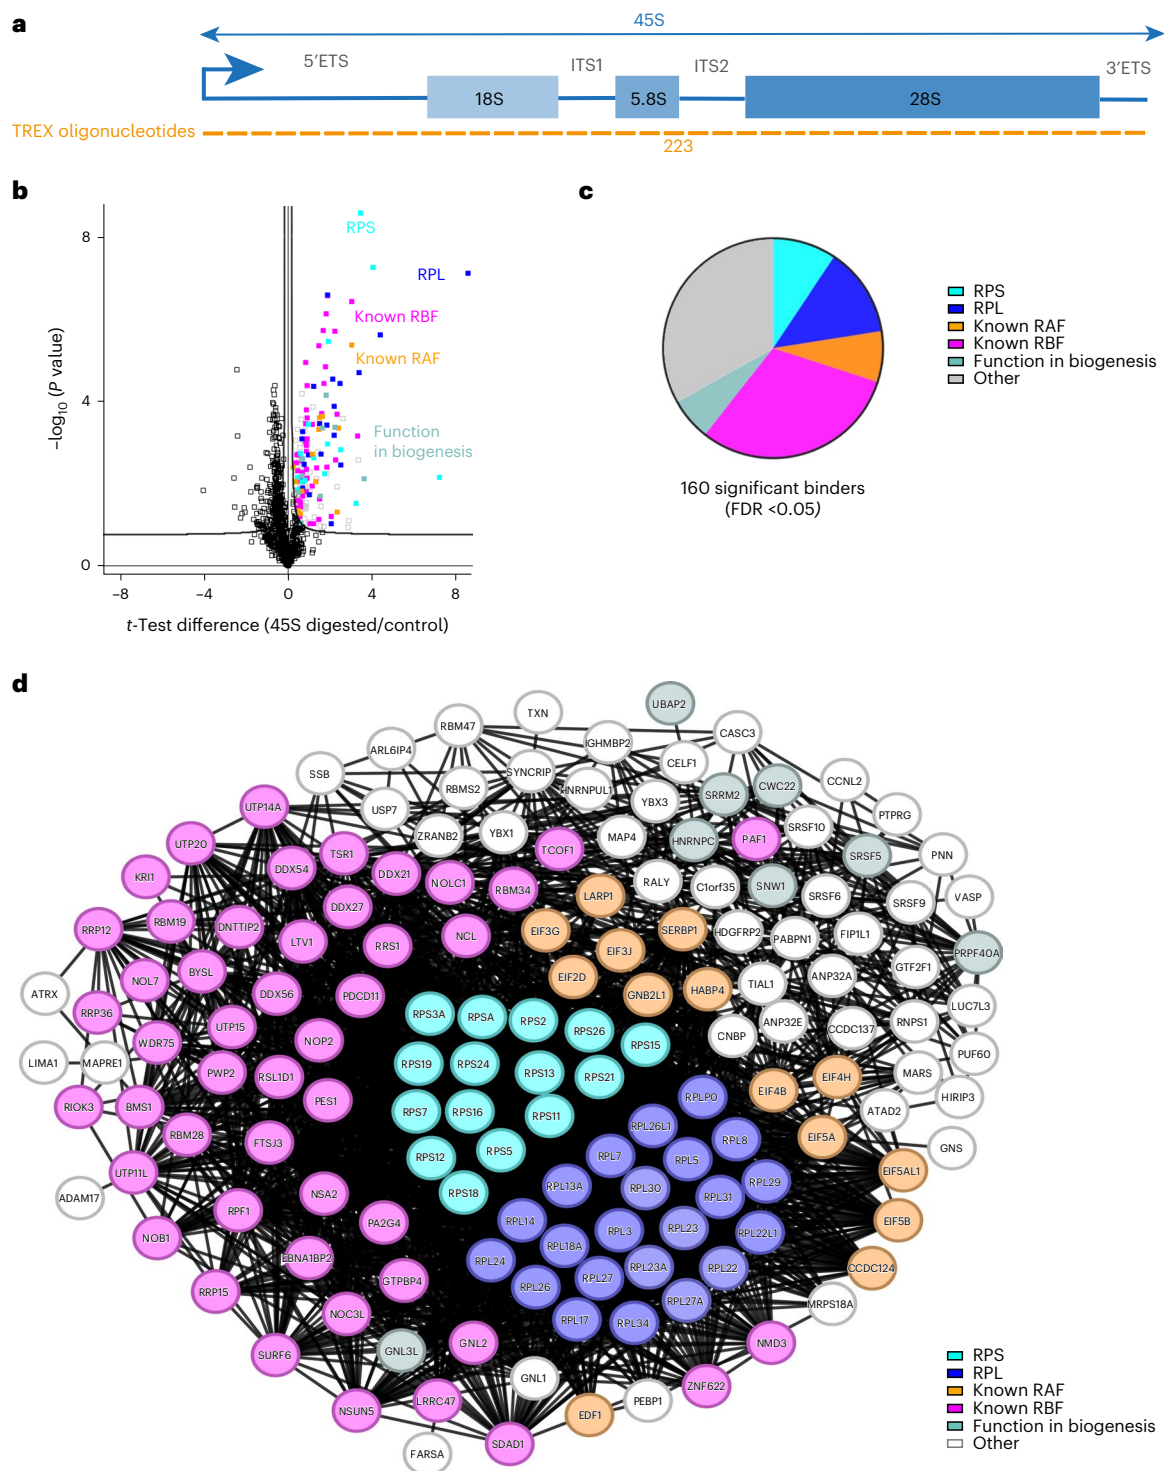 a
45S
5′ETS
ITS1
ITS2
3′ETS
18S
5.8S
28S
TREX oligonucleotides
223
b
c
8
4
0
–log10 (P value)
–8
–4
0
4
8
t-Test difference (45S digested/control)
RPS
RPL
Known RBF
Known RAF
Function
in biogenesis
RPS
RPL
Known RAF
Known RBF
Function in biogenesis
Other
160 significant binders
(FDR <0.05)
d
UBAP2
TXN
RBM47
CASC3
IGHMBP2
ARL6IP4
CELF1
SSB
SYNCRIP
CCNL2
RBMS2
HNRNPUL1
SRRM2
CWC22
YBX3
UTP14A
USP7
PTPRG
ZRANB2
YBX1
MAP4
SRSF10
UTP20
TSR1
TCOF1
HNRNPC
PAF1
SRSF5
PNN
DDX54
DDX21
KRI1
NOLC1
RBM34
RALY
C1orf35
SNW1
SRSF6
SRSF9
VASP
LARP1
DDX27
RBM19
DNTTIP2
RRP12
LTV1
RRS1
NCL
EIF3G
SERBP1
HDGFRP2
PABPN1
FIP1L1
EIF3J
PRPF40A
NOL7
BYSL
EIF2D
GTF2F1
ATRX
DDX56
PDCD11
GNB2L1
HABP4
TIAL1
ANP32A
LUC7L3
RRP36
RPS3A
RPSA
RPS2
RPS26
UTP15
ANP32E
CCDC137
RNPS1
WDR75
NOP2
RPS15
CNBP
LIMA1
MAPRE1
PUF60
PWP2
RSL1D1
RPS19
RPS24
RPS13
RPS21
MARS
EIF4B
EIF4H
RPLP0
HIRIP3
PES1
RIOK3
BMS1
RPS7
RPS16
RPS11
ATAD2
RPL26L1
RBM28
FTSJ3
RPL8
EIF5A
GNS
RPS12
RPS5
RPL7
RPL5
UTP11L
EIF5AL1
RPL29
ADAM17
NSA2
RPS18
RPL13A
RPL30
RPL31
RPF1
PA2G4
RPL14
RPL3
RPL23
RPL22L1
EIF5B
NOB1
RPL18A
EBNA1BP2
RPL24
RPL23A
RPL22
CCDC124
GTPBP4
RPL26
RPL27
RRP15
RPL27A
MRPS18A
NOC3L
RPL17
RPL34
SURF6
GNL3L
GNL2
NMD3
GNL1
ZNF622
NSUN5
LRRC47
PEBP1
EDF1
SDAD1
FARSA
RPS
RPL
Known RAF
Known RBF
Function in biogenesis
Other